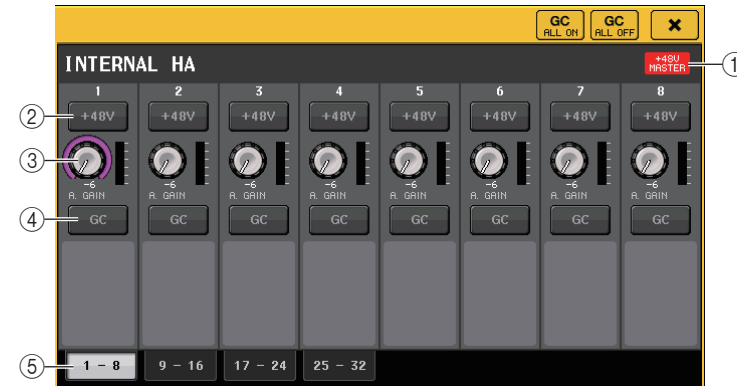 GC ALL ON GC ALL OFF ×
INTERNAL HA +48V MASTER ①
1 2 3 4 5 6 7 8
② +48V +48V +48V +48V +48V +48V +48V +48V
③ -6 -6 -6 -6 -6 -6 -6 -6
A. GAIN A. GAIN A. GAIN A. GAIN A. GAIN A. GAIN A. GAIN A. GAIN
④ GC GC GC GC GC GC GC GC
⑤ 1 - 8 9 - 16 17 - 24 25 - 32